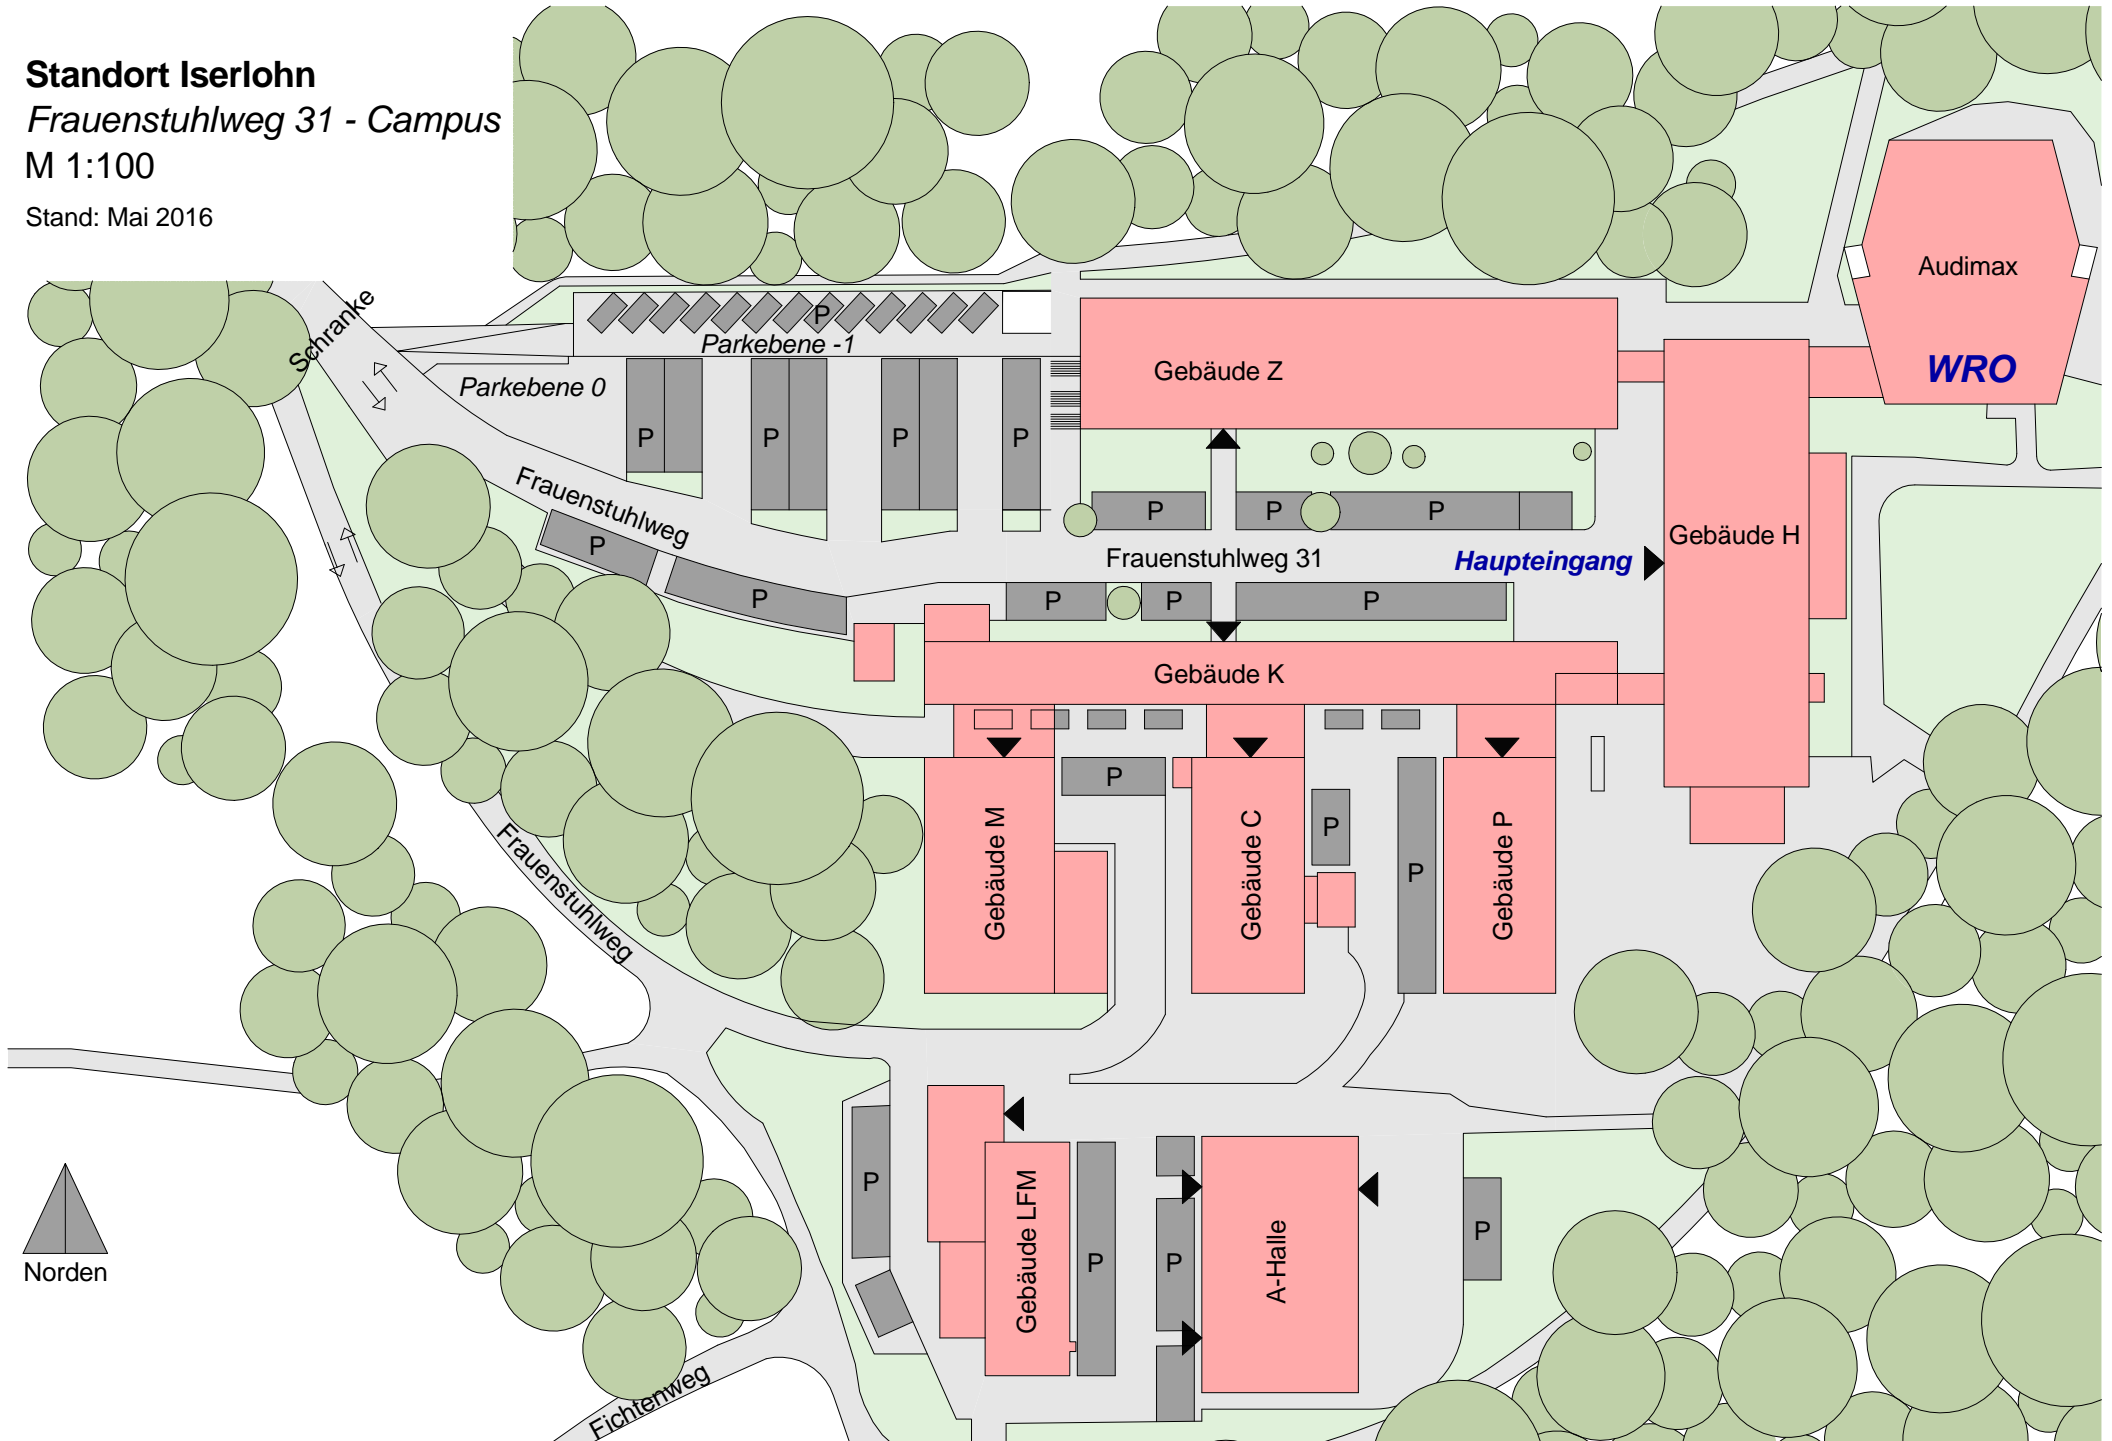 Standort Iserlohn
Frauenstuhlweg 31 - Campus
M 1:100
Stand: Mai 2016
Schranke
P
Parkebene -1
Parkebene 0
P
P
P
P
Gebäude Z
Audimax
WRO
Frauenstuhlweg
P
P
P
P
P
Frauenstuhlweg 31
Haupteingang
Gebäude H
P
P
P
Gebäude K
P
Gebäude M
Gebäude C
P
P
Gebäude P
Frauenstuhlweg
P
Gebäude LFM
P
P
A-Halle
P
Norden
Fichtenweg